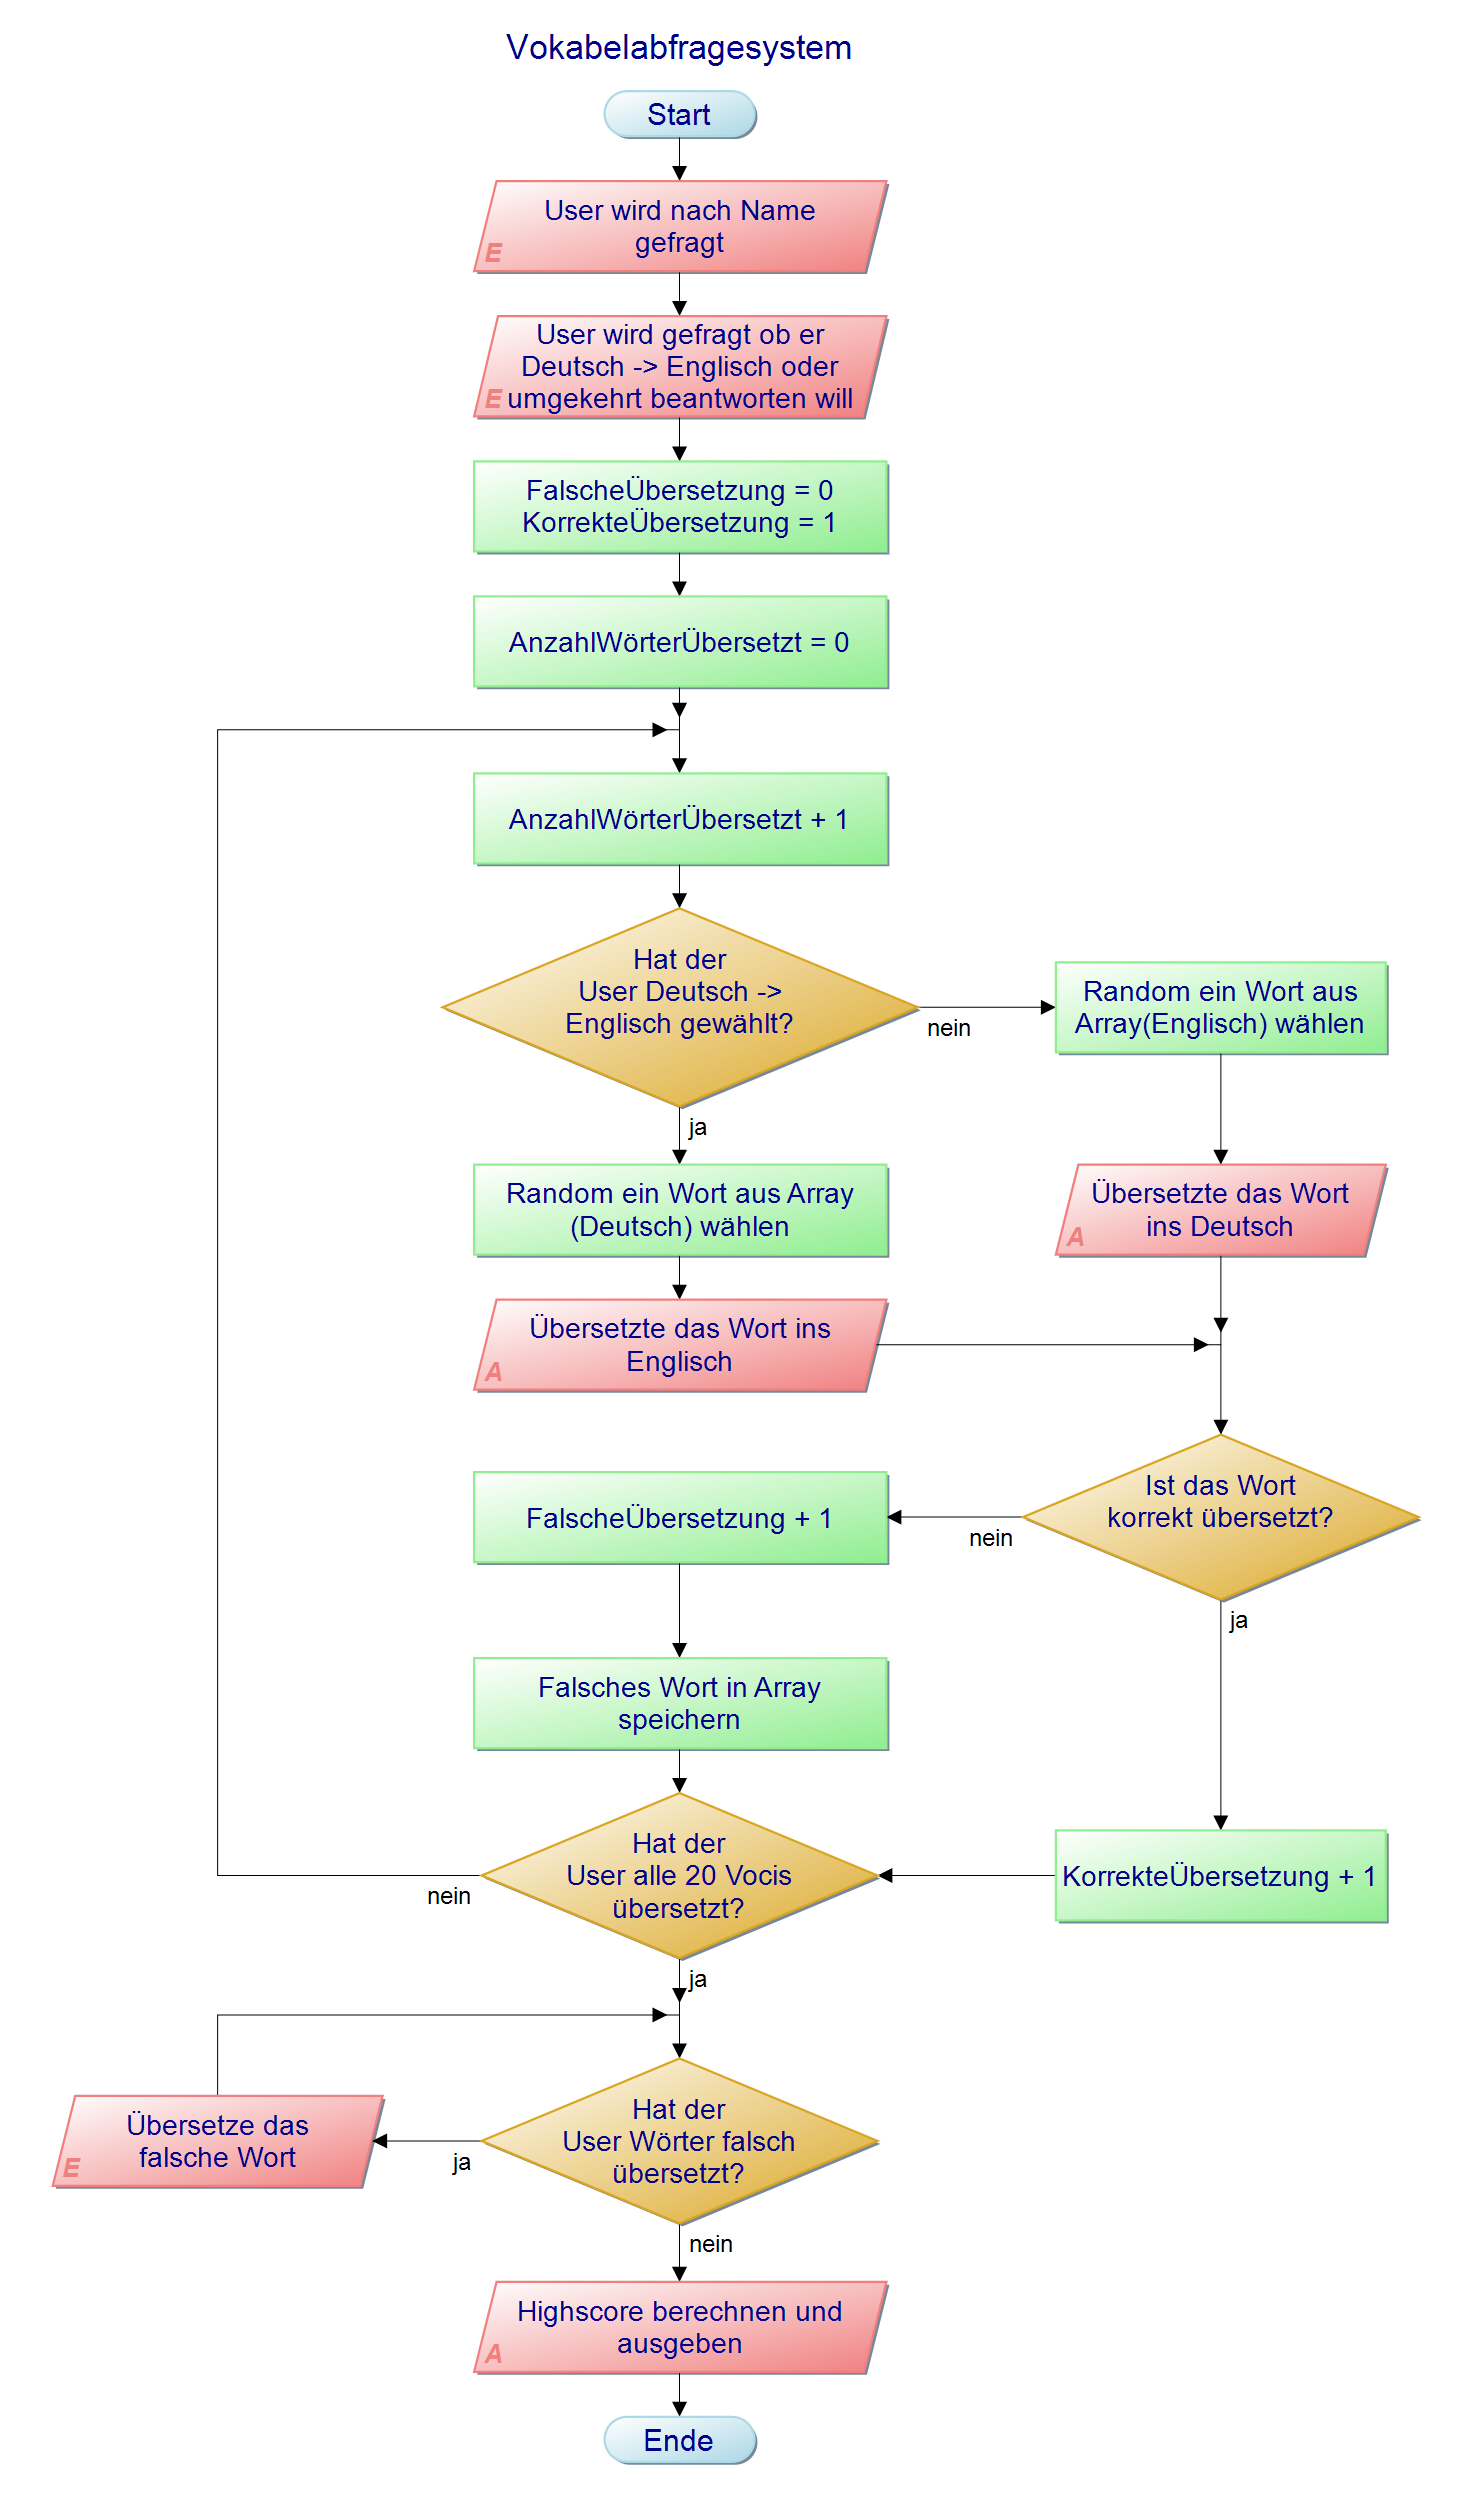 Vokabelabfragesystem
Start
User wird nach Name
gefragt
E
User wird gefragt ob er
Deutsch -> Englisch oder
umgekehrt beantworten will
E
FalscheÜbersetzung = 0
KorrekteÜbersetzung = 1
AnzahlWörterÜbersetzt = 0
AnzahlWörterÜbersetzt + 1
Hat der
User Deutsch ->
Englisch gewählt?
nein
Random ein Wort aus
Array(Englisch) wählen
ja
Random ein Wort aus Array
(Deutsch) wählen
Übersetzte das Wort
ins Deutsch
A
Übersetzte das Wort ins
Englisch
A
Ist das Wort
korrekt übersetzt?
nein
FalscheÜbersetzung + 1
ja
Falsches Wort in Array
speichern
Hat der
User alle 20 Vocis
übersetzt?
nein
KorrekteÜbersetzung + 1
ja
Hat der
User Wörter falsch
übersetzt?
ja
Übersetze das
falsche Wort
E
nein
Highscore berechnen und
ausgeben
A
Ende